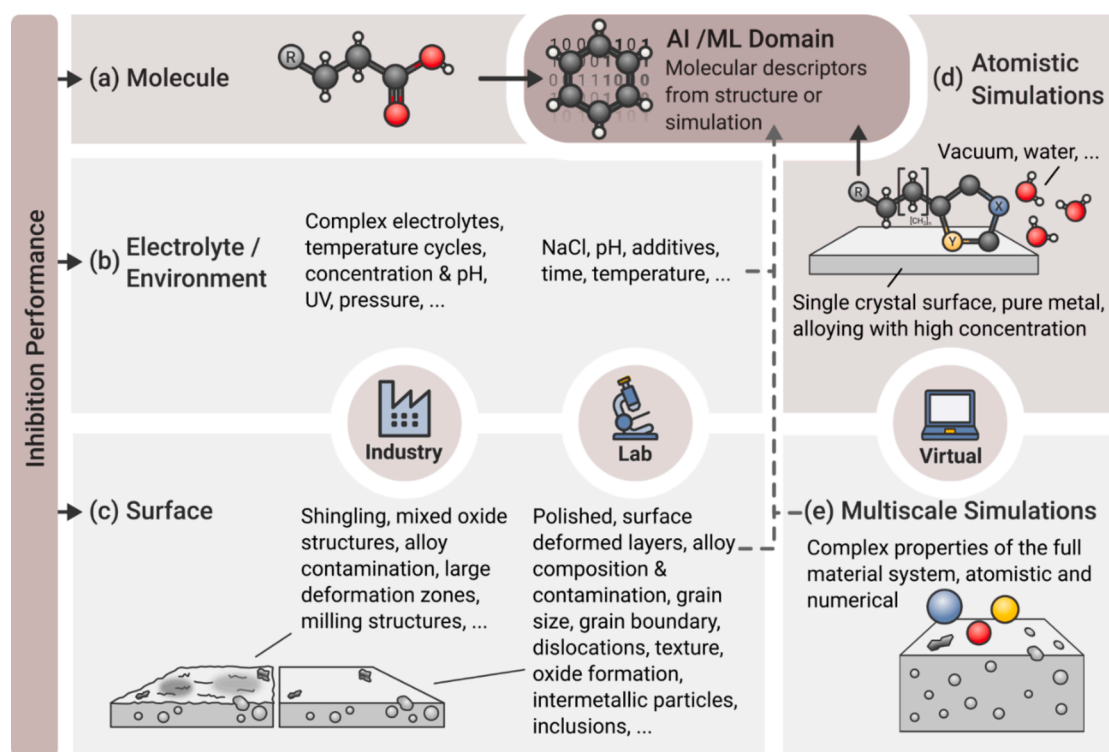 Inhibition Performance
(a) Molecule
R
AI /ML Domain
Molecular descriptors
from structure or
simulation
(d) Atomistic
Simulations
Vacuum, water, ...
R
[CH2]n
X
Y
Single crystal surface, pure metal,
alloying with high concentration
(b) Electrolyte /
Environment
Complex electrolytes,
temperature cycles,
concentration & pH,
UV, pressure, ...
NaCl, pH, additives,
time, temperature, ...
Industry
Lab
Virtual
(c) Surface
Shingling, mixed oxide
structures, alloy
contamination, large
deformation zones,
milling structures, ...
Polished, surface
deformed layers, alloy
composition &
contamination, grain
size, grain boundary,
dislocations, texture,
oxide formation,
intermetallic particles,
inclusions, ...
(e) Multiscale Simulations
Complex properties of the full
material system, atomistic and
numerical